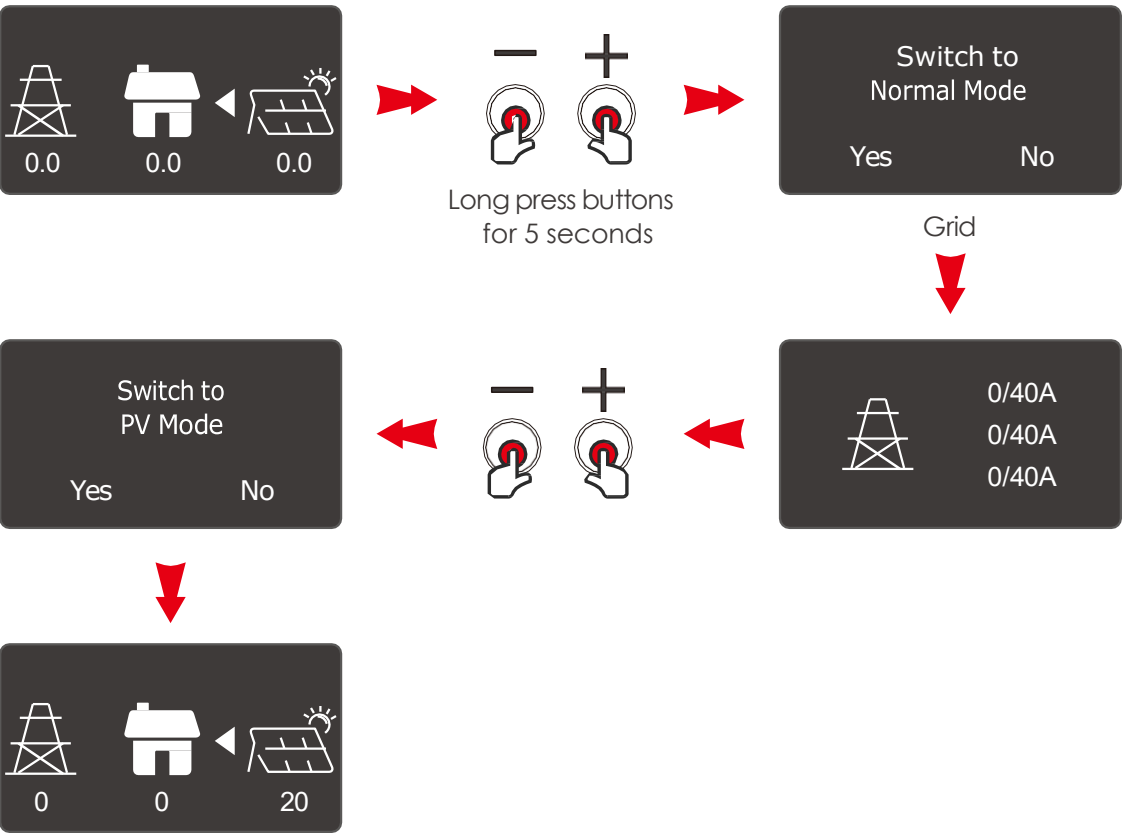 0.0 0.0 0.0
− +
Long press buttons
for 5 seconds
Switch to
Normal Mode
Yes No
Grid
0/40A
0/40A
0/40A
− +
Switch to
PV Mode
Yes No
0 0 20